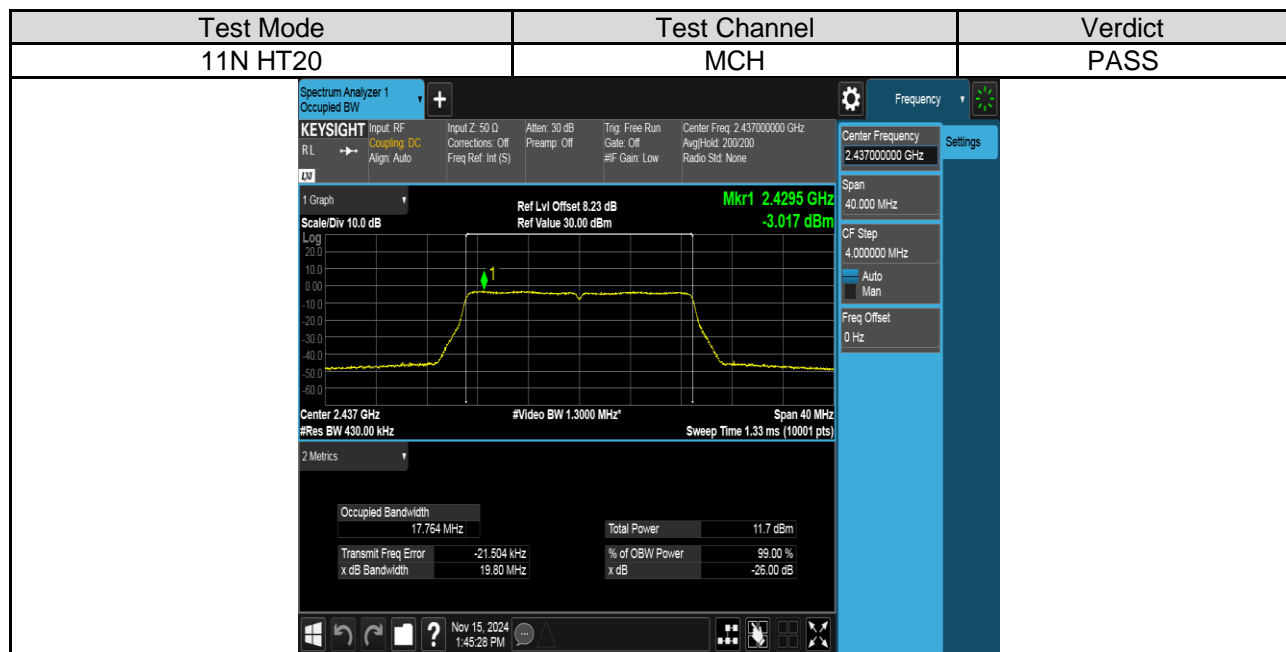 Test Mode Test Channel Verdict
11N HT20 MCH PASS
Spectrum Analyzer 1
Occupied BW
+
Frequency
KEYSIGHT Input: RF Input Z: 50 Ω Atten: 30 dB Trig: Free Run Center Freq: 2.437000000 GHz
RL Coupling: DC Corrections: Off Preamp: Off Gate: Off Avg|Hold: 200/200
Align: Auto Freq Ref: Int (S) #IF Gain: Low Radio Std: None
LXI
Center Frequency
2.437000000 GHz
Settings
Span
40.000 MHz
CF Step
4.000000 MHz
Auto
Man
Freq Offset
0 Hz
1 Graph
Ref Lvl Offset 8.23 dB Mkr1 2.4295 GHz
Scale/Div 10.0 dB Ref Value 30.00 dBm -3.017 dBm
Log
20.0
10.0
1
0.00
-10.0
-20.0
-30.0
-40.0
-50.0
-60.0
Center 2.437 GHz #Video BW 1.3000 MHz* Span 40 MHz
#Res BW 430.00 kHz Sweep Time 1.33 ms (10001 pts)
2 Metrics
Occupied Bandwidth
17.764 MHz Total Power 11.7 dBm
Transmit Freq Error -21.504 kHz % of OBW Power 99.00 %
x dB Bandwidth 19.80 MHz x dB -26.00 dB
? Nov 15, 2024
1:45:28 PM